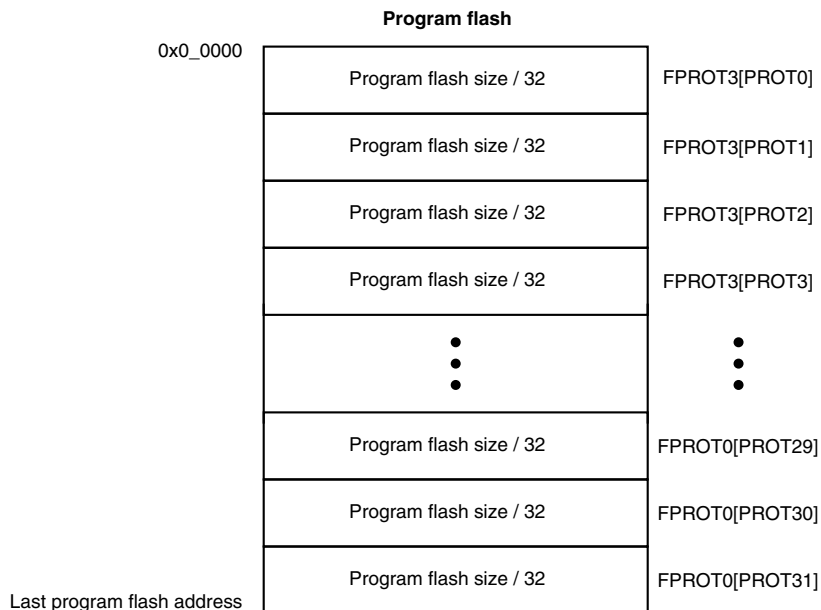 Program flash
0x0_0000
Program flash size / 32 FPROT3[PROT0]
Program flash size / 32 FPROT3[PROT1]
Program flash size / 32 FPROT3[PROT2]
Program flash size / 32 FPROT3[PROT3]
Program flash size / 32 FPROT0[PROT29]
Program flash size / 32 FPROT0[PROT30]
Program flash size / 32 FPROT0[PROT31]
Last program flash address